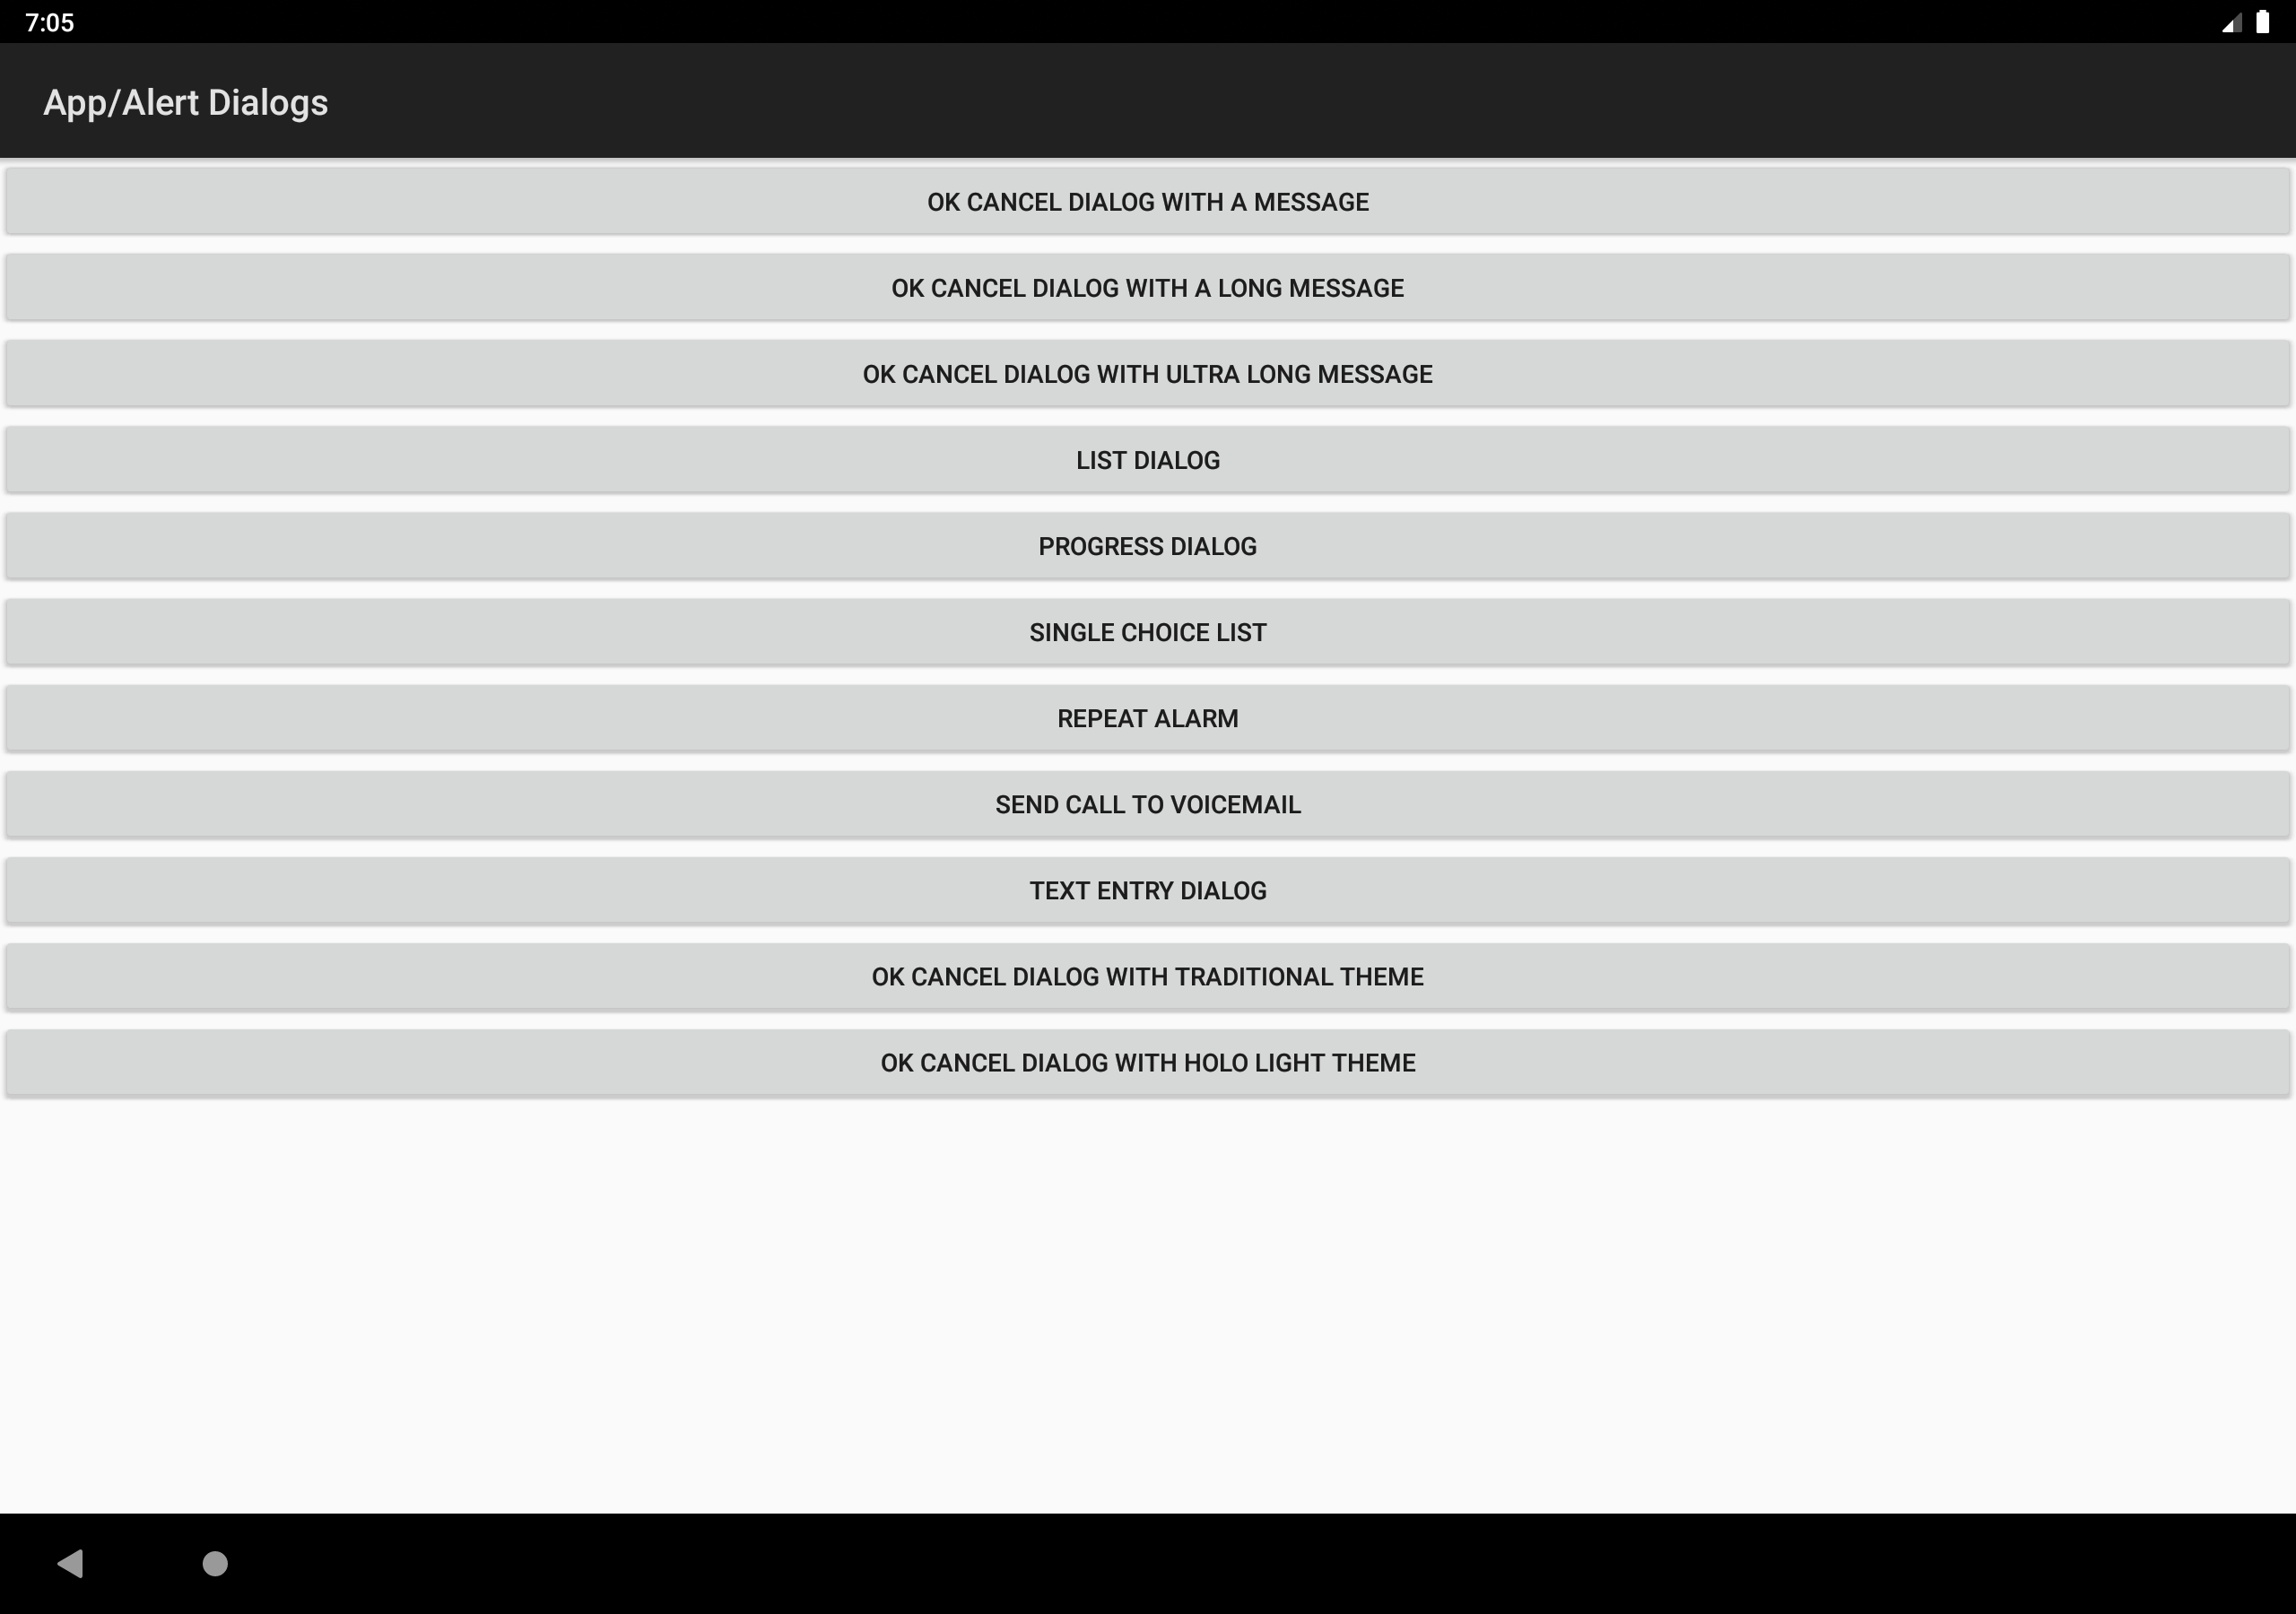 7:05
App/Alert Dialogs
OK CANCEL DIALOG WITH A MESSAGE
OK CANCEL DIALOG WITH A LONG MESSAGE
OK CANCEL DIALOG WITH ULTRA LONG MESSAGE
LIST DIALOG
PROGRESS DIALOG
SINGLE CHOICE LIST
REPEAT ALARM
SEND CALL TO VOICEMAIL
TEXT ENTRY DIALOG
OK CANCEL DIALOG WITH TRADITIONAL THEME
OK CANCEL DIALOG WITH HOLO LIGHT THEME